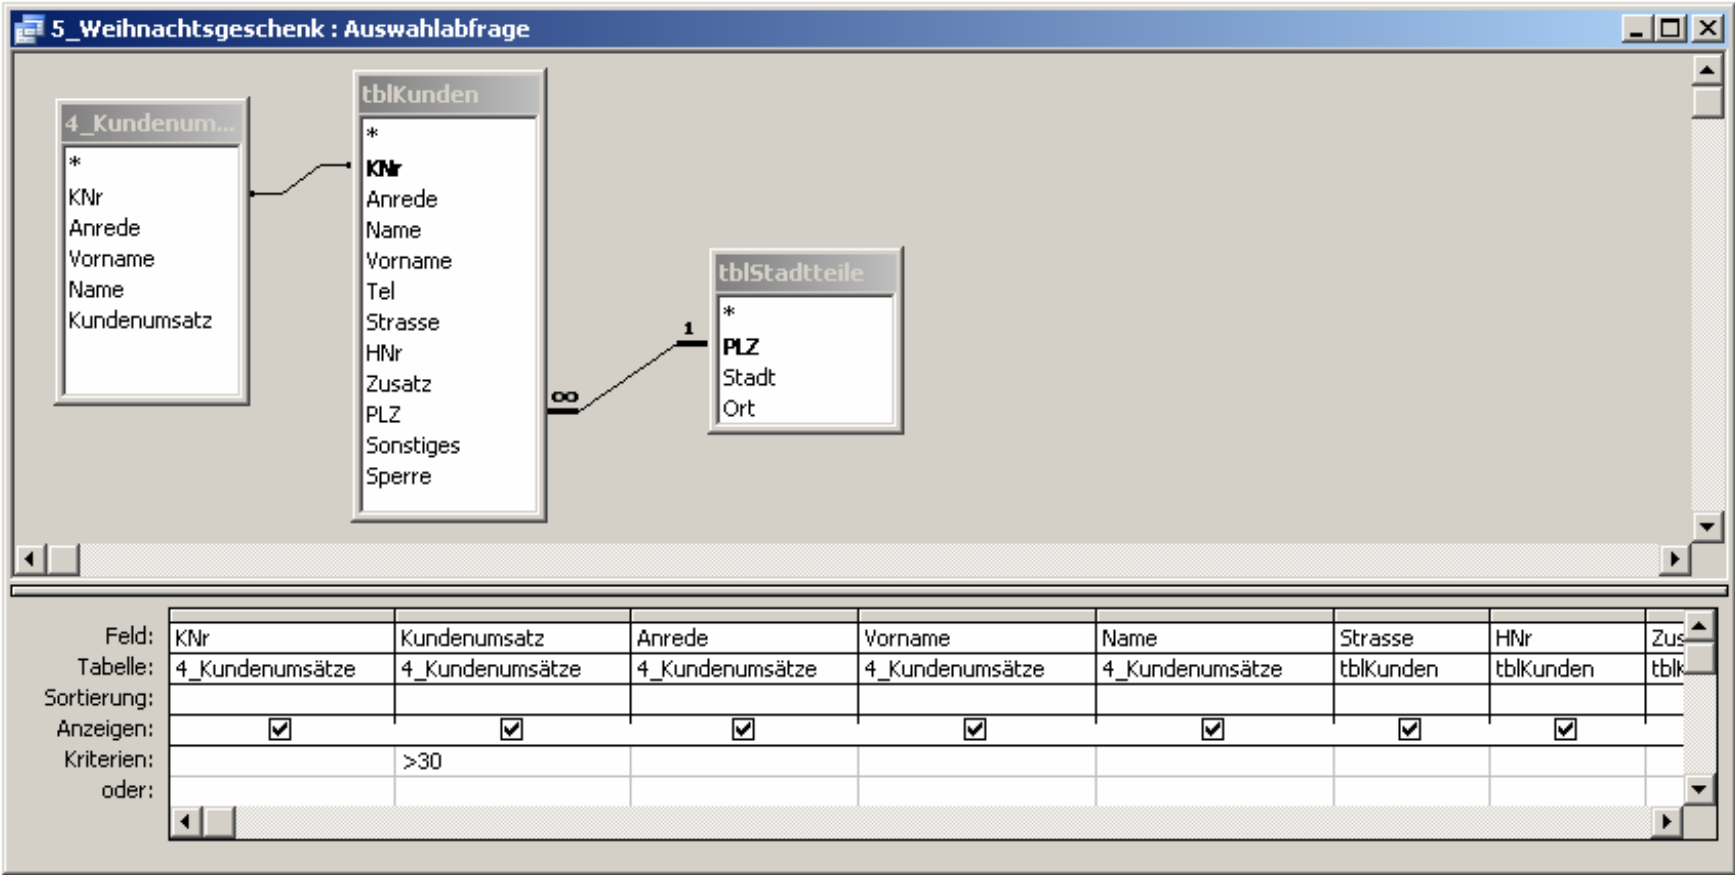 5_Weihnachtsgeschenk : Auswahlabfrage
4_Kundenum...
*
KNr
Anrede
Vorname
Name
Kundenumsatz
tblKunden
*
KNr
Anrede
Name
Vorname
Tel
Strasse
HNr
Zusatz
PLZ
Sonstiges
Sperre
∞
1
tblStadtteile
*
PLZ
Stadt
Ort
Feld: KNr Kundenumsatz Anrede Vorname Name Strasse HNr Zus
Tabelle: 4_Kundenumsätze 4_Kundenumsätze 4_Kundenumsätze 4_Kundenumsätze 4_Kundenumsätze tblKunden tblKunden
Sortierung:
Anzeigen:
Kriterien: >30
oder: